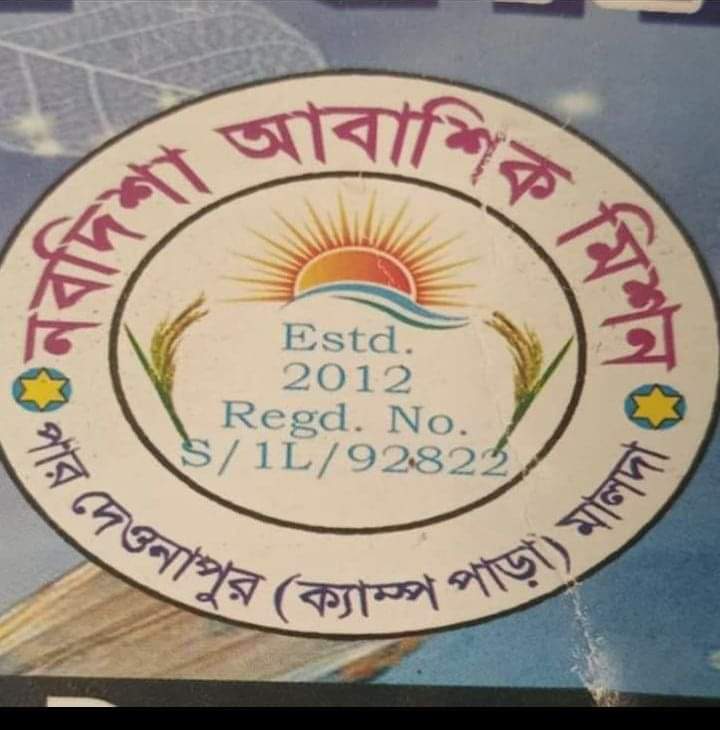 নবদিশা আবাশিক মিশন
Estd.
2012
Regd. No.
S/1L/92822
পার দেওনাপুর (ক্যাম্প পাড়া) মালদা